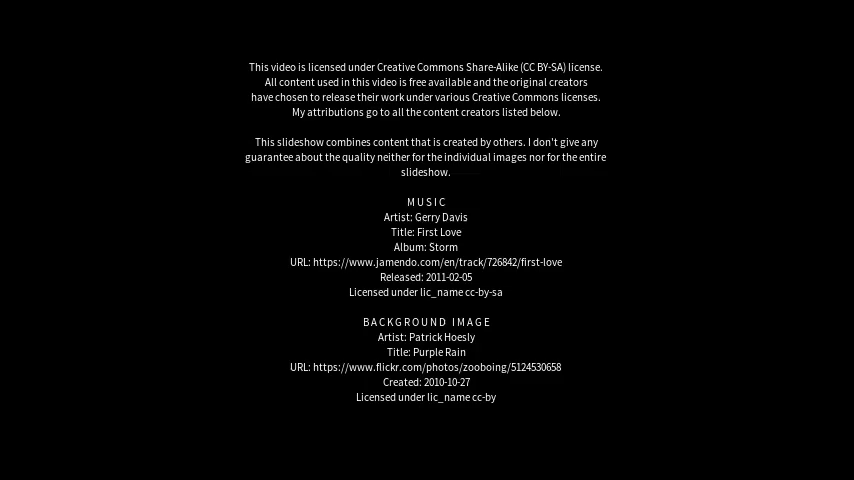 This video is licensed under Creative Commons Share-Alike (CC BY-SA) license.
All content used in this video is free available and the original creators
have chosen to release their work under various Creative Commons licenses.
My attributions go to all the content creators listed below.
This slideshow combines content that is created by others. I don't give any
guarantee about the quality neither for the individual images nor for the entire
slideshow.
MUSIC
Artist: Gerry Davis
Title: First Love
Album: Storm
URL: https://www.jamendo.com/en/track/726842/first-love
Released: 2011-02-05
Licensed under lic_name cc-by-sa
BACKGROUND IMAGE
Artist: Patrick Hoesly
Title: Purple Rain
URL: https://www.flickr.com/photos/zooboing/5124530658
Created: 2010-10-27
Licensed under lic_name cc-by